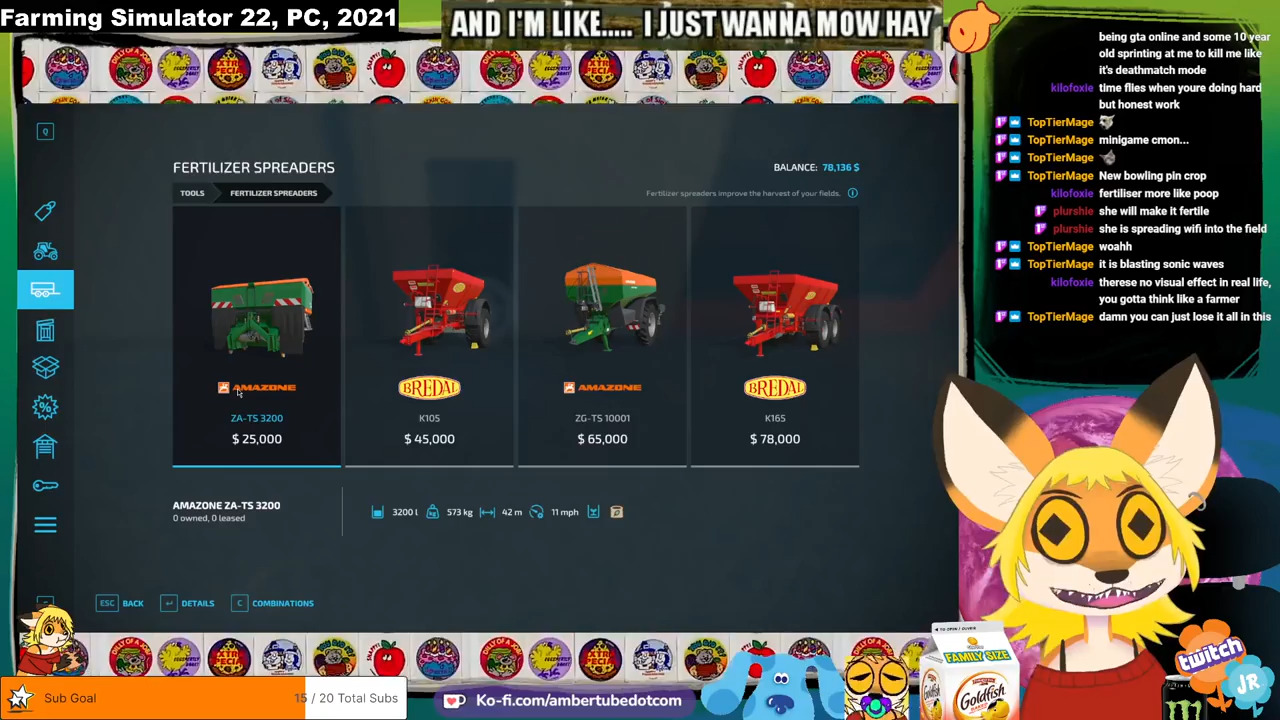 Farming Simulator 22, PC, 2021
AND I'M LIKE..... I JUST WANNA MOW HAY
being gta online and some 10 year
old sprinting at me to kill me like
it's deathmatch mode
kilofoxie time flies when youre doing hard
but honest work
TopTierMage
TopTierMage minigame cmon...
TopTierMage
TopTierMage New bowling pin crop
kilofoxie fertiliser more like poop
plurshie she will make it fertile
plurshie she is spreading wifi into the field
TopTierMage woahh
TopTierMage it is blasting sonic waves
kilofoxie therese no visual effect in real life,
you gotta think like a farmer
TopTierMage damn you can just lose it all in this
Q
FERTILIZER SPREADERS
BALANCE: 78,136 $
TOOLS FERTILIZER SPREADERS
Fertilizer spreaders improve the harvest of your fields.
AMAZONE BREDAL AMAZONE BREDAL
ZA-TS 3200 K105 ZG-TS 10001 K165
$ 25,000 $ 45,000 $ 65,000 $ 78,000
AMAZONE ZA-TS 3200
0 owned, 0 leased
3200 l 573 kg 42 m 11 mph
ESC BACK DETAILS C COMBINATIONS
Sub Goal 15 / 20 Total Subs
Ko-fi.com/ambertubedotcom
TO OPEN
FAMILY SIZE
Goldfish
twitch
JR